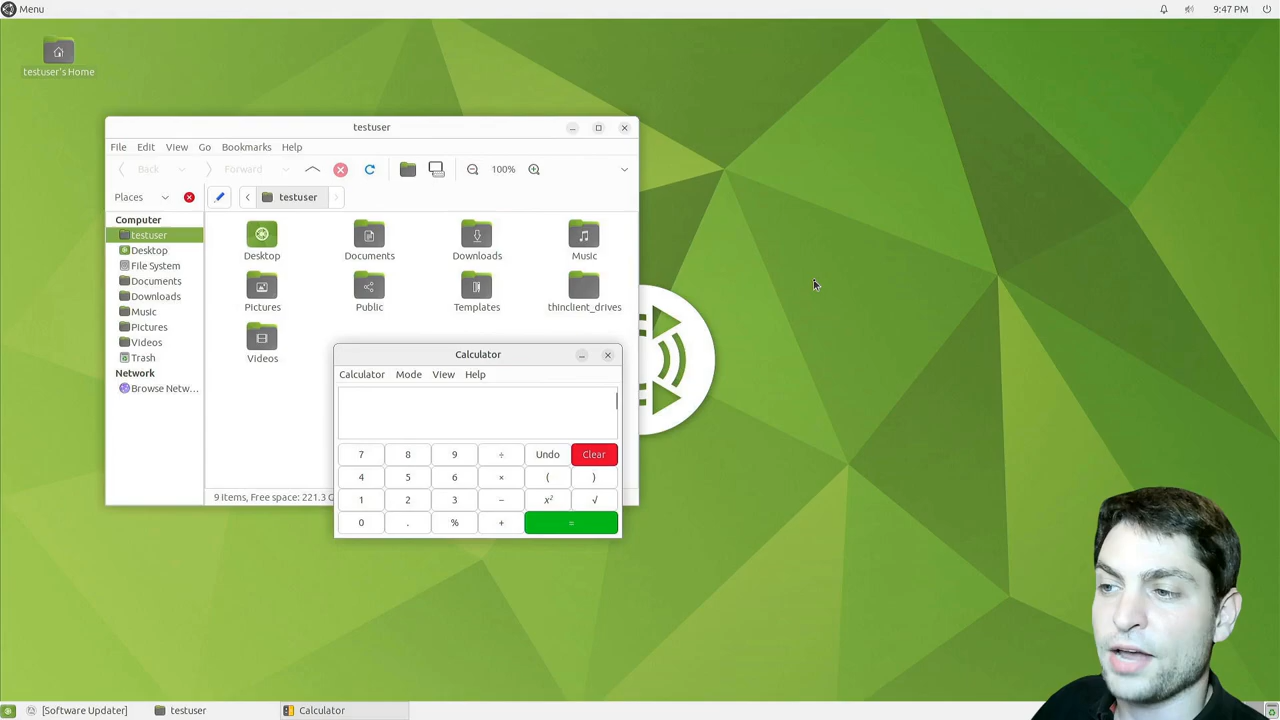 Menu
9:47 PM
testuser's Home
testuser
File Edit View Go Bookmarks Help
Back Forward 100%
Places testuser
Computer
testuser
Desktop
File System
Documents
Downloads
Music
Pictures
Videos
Trash
Network
Browse Netw...
Desktop Documents Downloads Music
Pictures Public Templates thinclient_drives
Videos
9 items, Free space: 221.3 G
Calculator
Calculator Mode View Help
7 8 9 ÷ Undo Clear
4 5 6 × ( )
1 2 3 − x² √
0 . % + =
[Software Updater] testuser Calculator